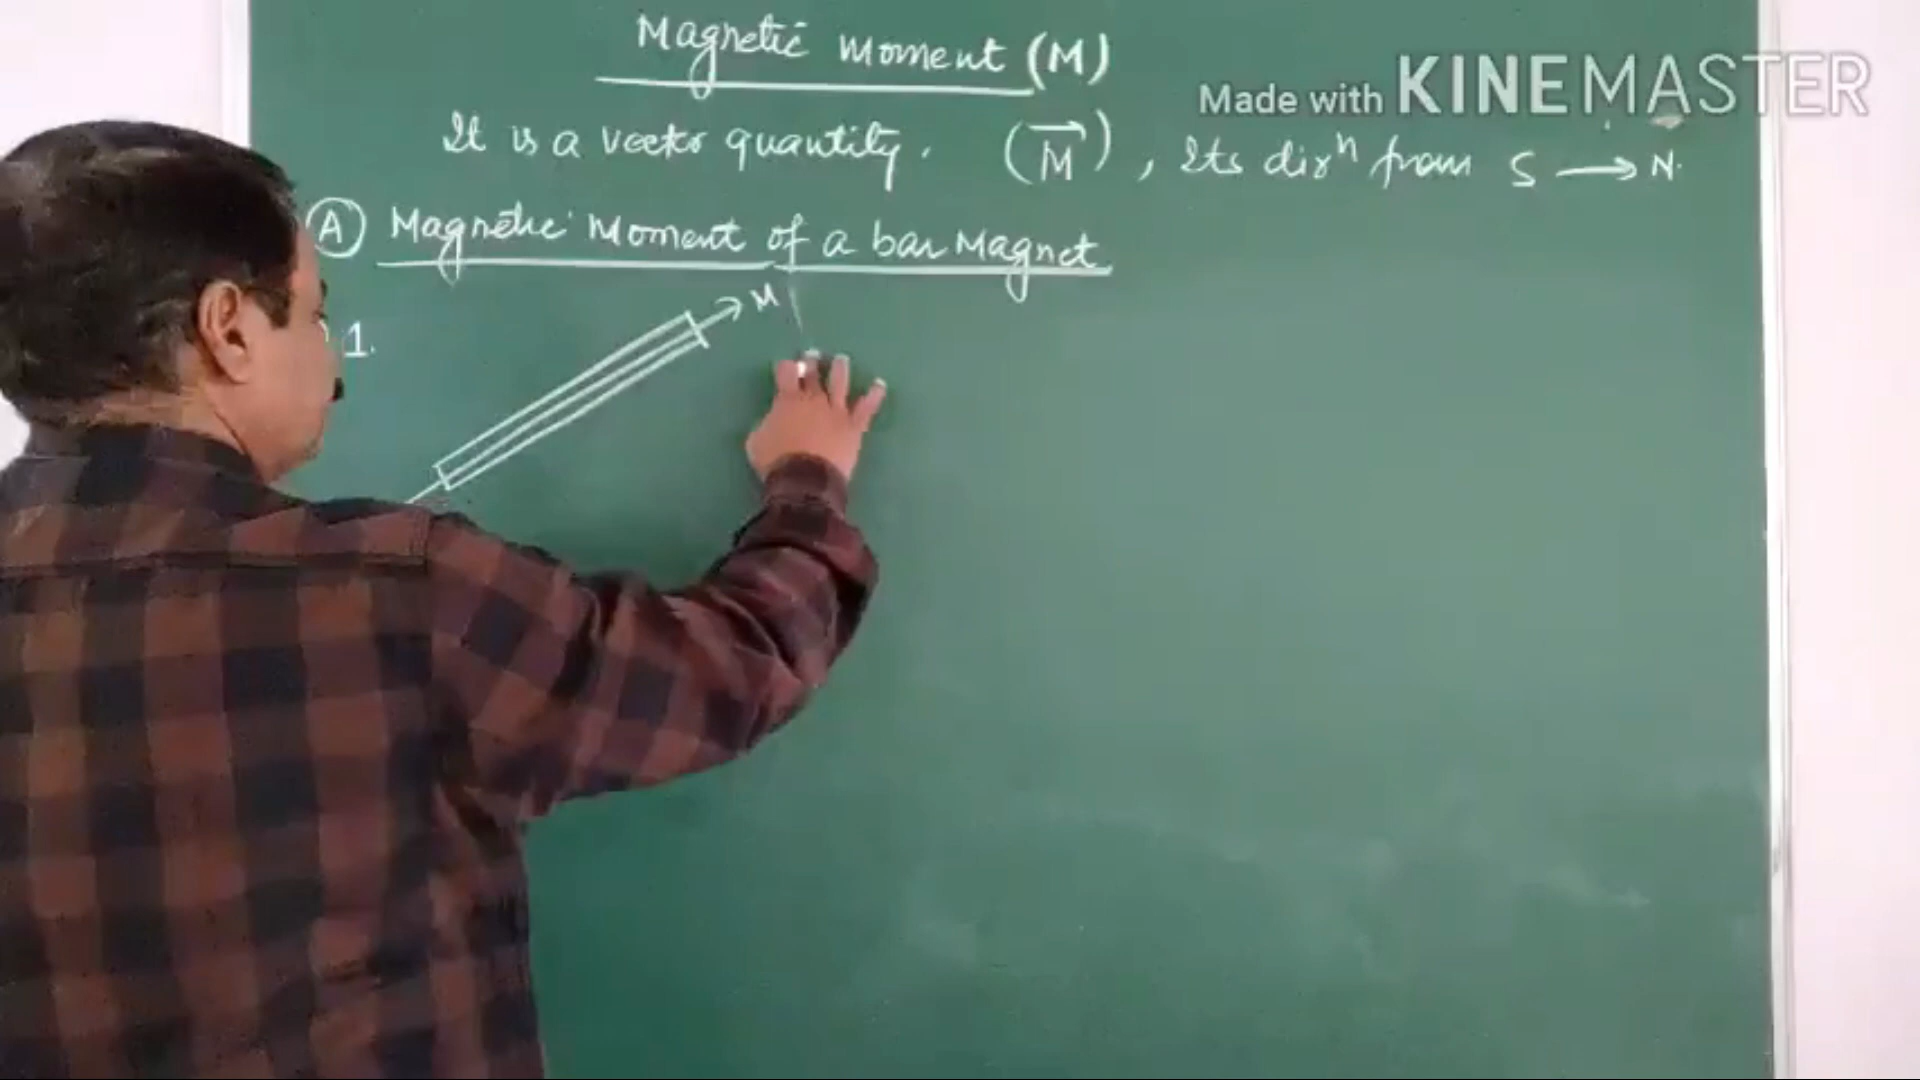 Magnetic Moment (M)
Made with KINEMASTER
It is a vector quantity. (M⃗), Its dirⁿ from S → N.
(A) Magnetic Moment of a bar Magnet
M
1.